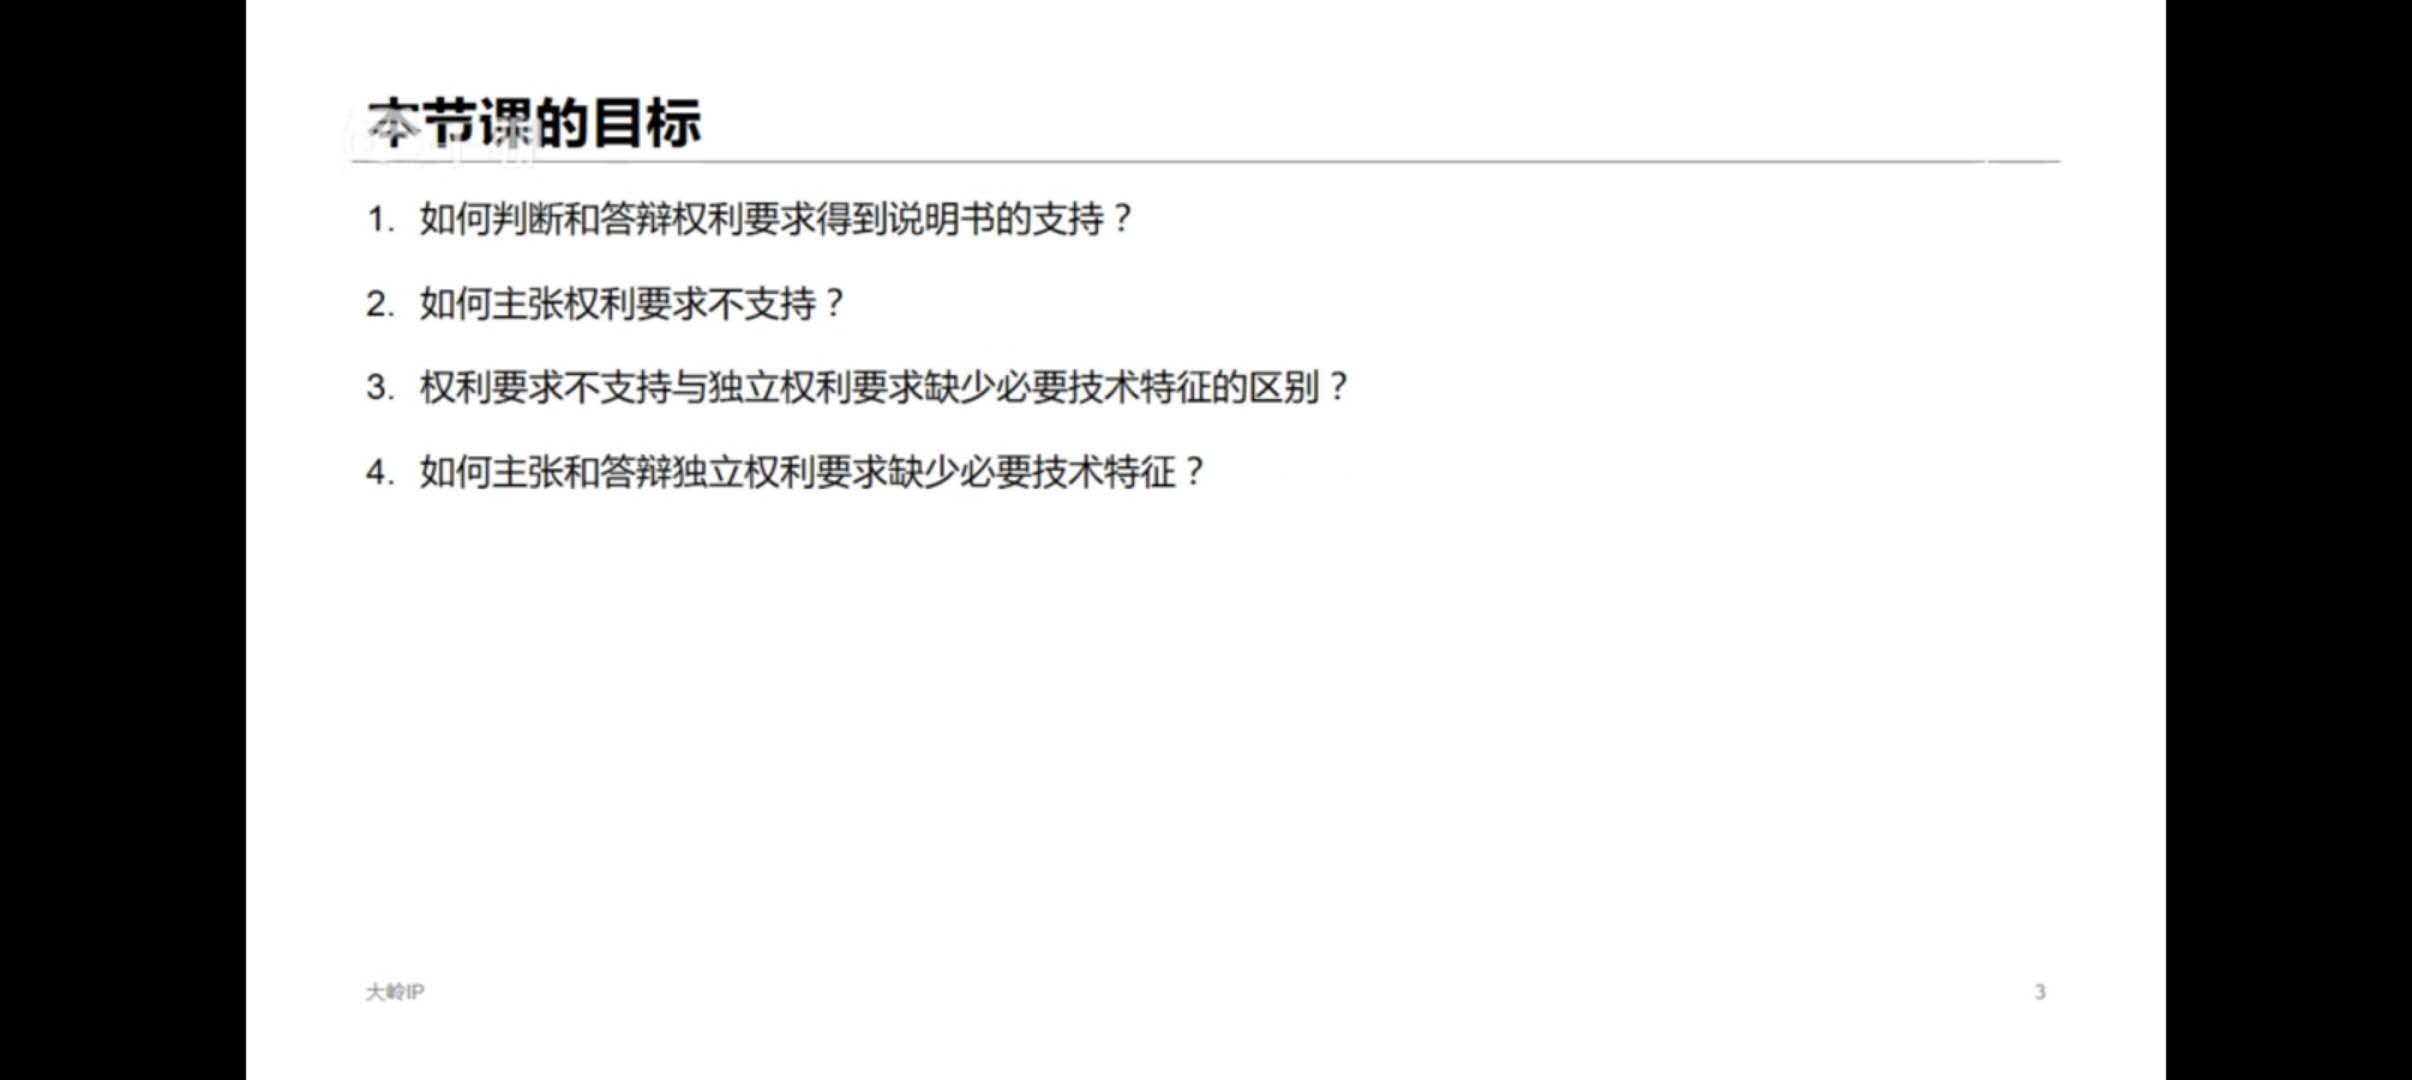 本节课的目标
1. 如何判断和答辩权利要求得到说明书的支持？
2. 如何主张权利要求不支持？
3. 权利要求不支持与独立权利要求缺少必要技术特征的区别？
4. 如何主张和答辩独立权利要求缺少必要技术特征？
大岭IP
3